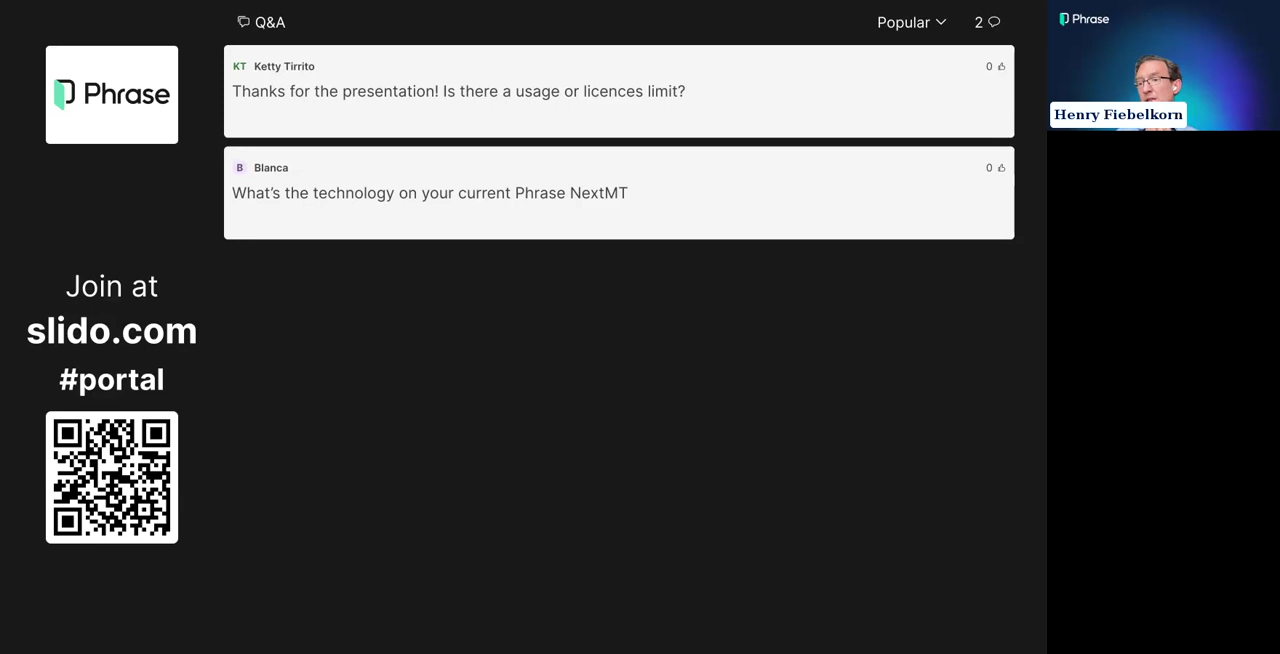 Q&A
Popular
2
Phrase
KT Ketty Tirrito
0
Thanks for the presentation! Is there a usage or licences limit?
B Blanca
0
What's the technology on your current Phrase NextMT
Join at
slido.com
#portal
Phrase
Henry Fiebelkorn